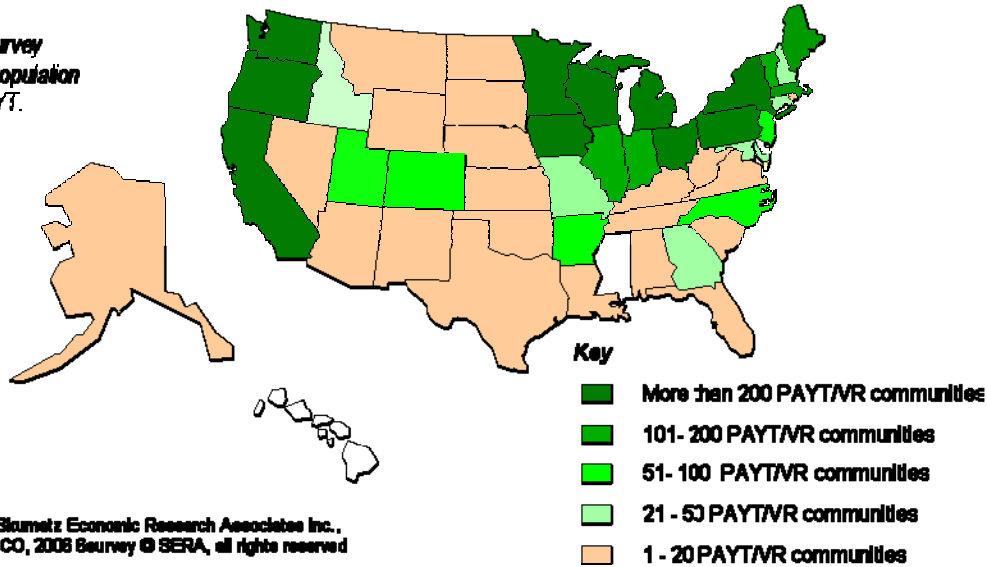 urvey
opulation
YT.
Key
More than 200 PAYT/VR communities
101- 200 PAYT/VR communities
51- 100 PAYT/VR communities
21 - 50 PAYT/VR communities
1 - 20 PAYT/VR communities
Skumatz Economic Research Associates Inc.,
CO, 2006 Seurvey © SERA, all rights reserved